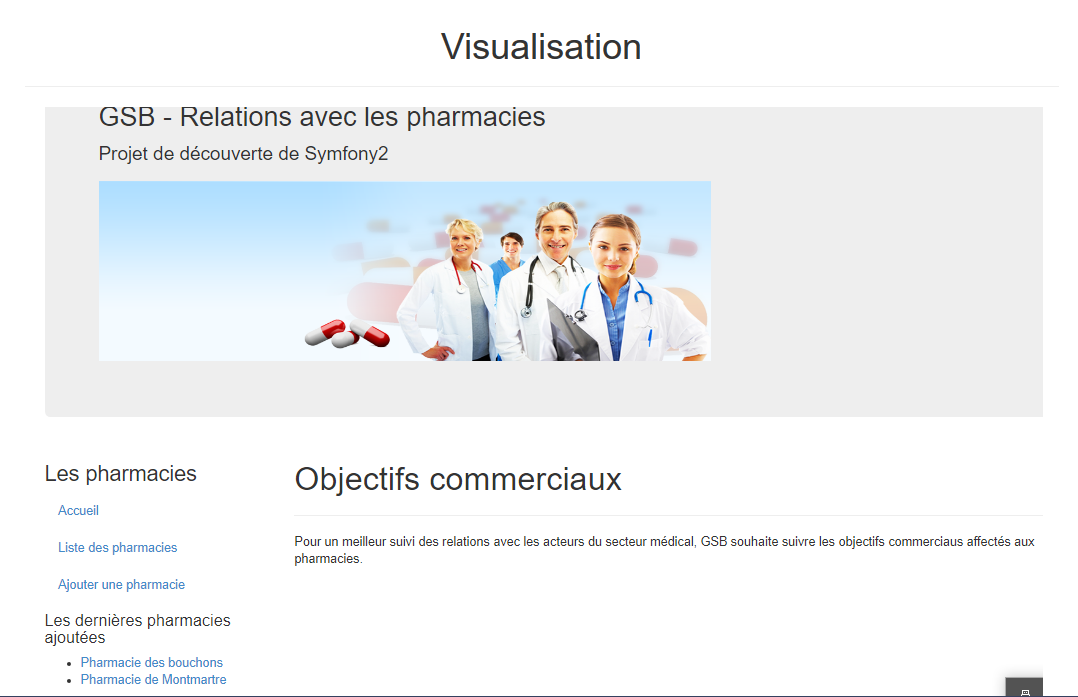 Visualisation
GSB - Relations avec les pharmacies
Projet de découverte de Symfony2
Les pharmacies
Accueil
Liste des pharmacies
Ajouter une pharmacie
Les dernières pharmacies
ajoutées
Pharmacie des bouchons
Pharmacie de Montmartre
Objectifs commerciaux
Pour un meilleur suivi des relations avec les acteurs du secteur médical, GSB souhaite suivre les objectifs commerciaus affectés aux
pharmacies.